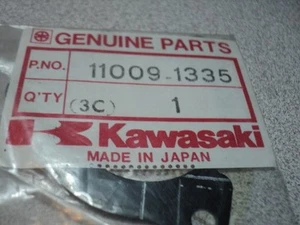 GENUINE PARTS
P.NO. 11009-1335
Q'TY (3C) 1
Kawasaki
MADE IN JAPAN